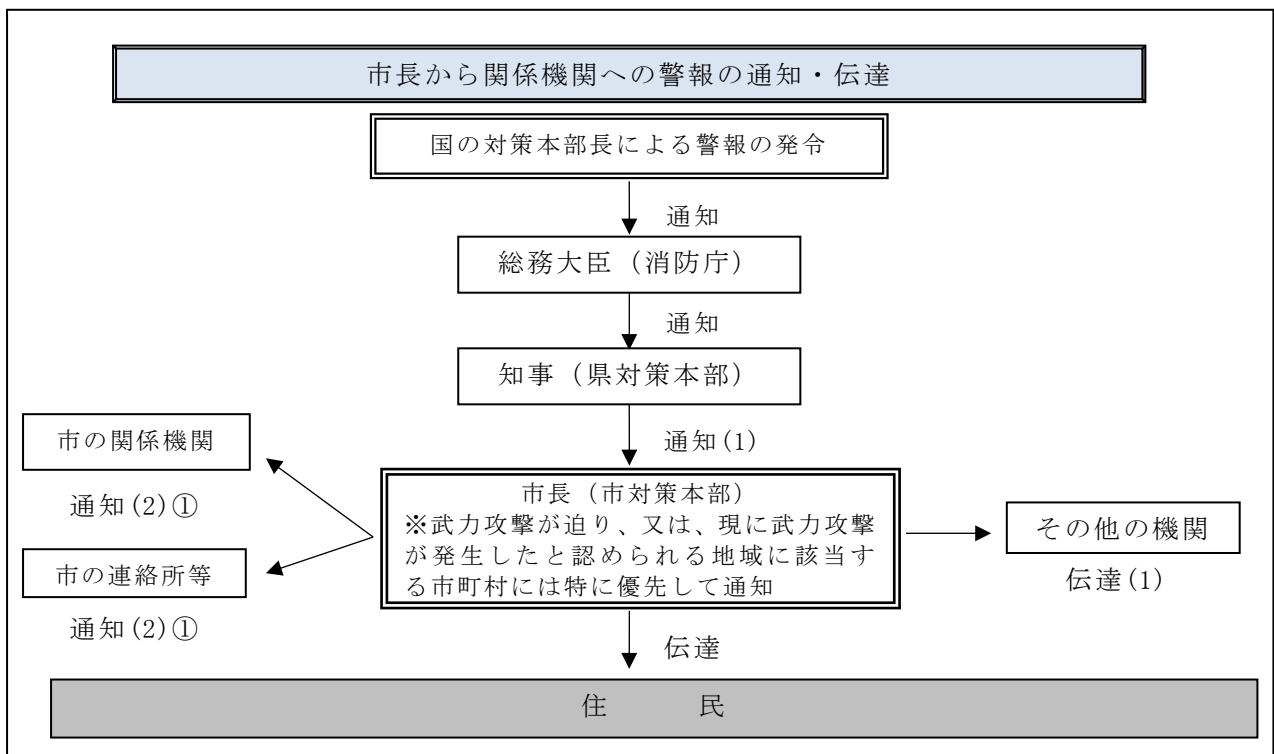 市長から関係機関への警報の通知・伝達
国の対策本部長による警報の発令
通知
総務大臣（消防庁）
通知
知事（県対策本部）
通知(1)
市の関係機関
通知(2)①
市の連絡所等
通知(2)①
市長（市対策本部）
※武力攻撃が迫り、又は、現に武力攻撃
が発生したと認められる地域に該当す
る市町村には特に優先して通知
その他の機関
伝達(1)
伝達
住　　民